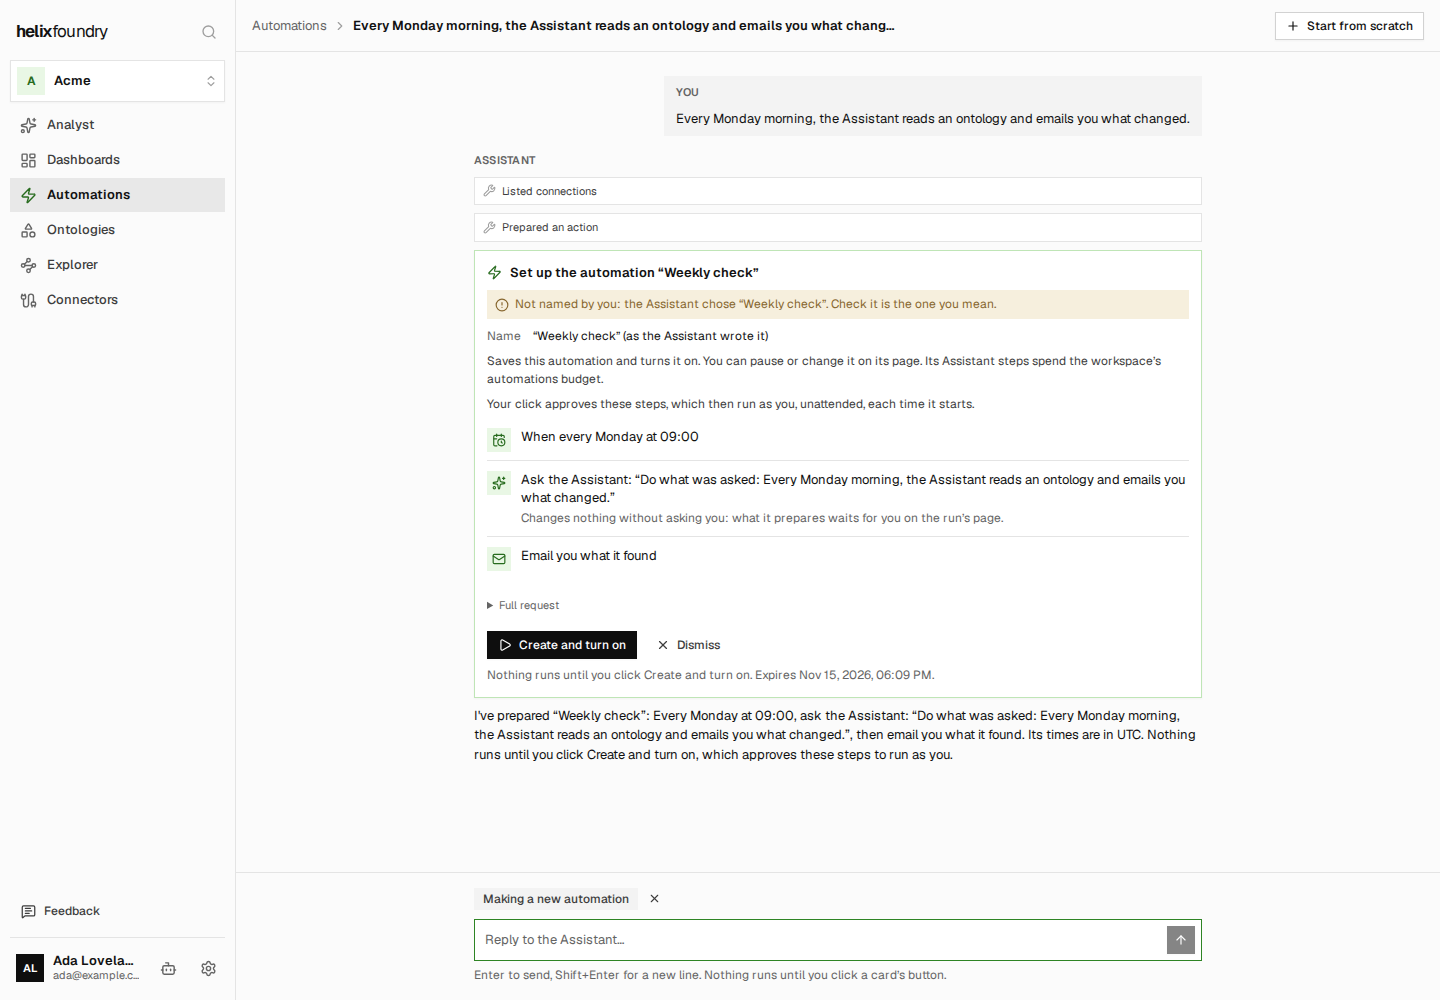 helixfoundry
A
Acme
Analyst
Dashboards
Automations
Ontologies
Explorer
Connectors
Feedback
AL
Ada Lovela...
ada@example.c...
Automations
Every Monday morning, the Assistant reads an ontology and emails you what chang...
Start from scratch
YOU
Every Monday morning, the Assistant reads an ontology and emails you what changed.
ASSISTANT
Listed connections
Prepared an action
Set up the automation “Weekly check”
Not named by you: the Assistant chose “Weekly check”. Check it is the one you mean.
Name “Weekly check” (as the Assistant wrote it)
Saves this automation and turns it on. You can pause or change it on its page. Its Assistant steps spend the workspace's
automations budget.
Your click approves these steps, which then run as you, unattended, each time it starts.
When every Monday at 09:00
Ask the Assistant: “Do what was asked: Every Monday morning, the Assistant reads an ontology and emails you
what changed.”
Changes nothing without asking you: what it prepares waits for you on the run's page.
Email you what it found
Full request
Create and turn on
Dismiss
Nothing runs until you click Create and turn on. Expires Nov 15, 2026, 06:09 PM.
I've prepared “Weekly check”: Every Monday at 09:00, ask the Assistant: “Do what was asked: Every Monday morning,
the Assistant reads an ontology and emails you what changed.”, then email you what it found. Its times are in UTC. Nothing
runs until you click Create and turn on, which approves these steps to run as you.
Making a new automation
Reply to the Assistant...
Enter to send, Shift+Enter for a new line. Nothing runs until you click a card's button.